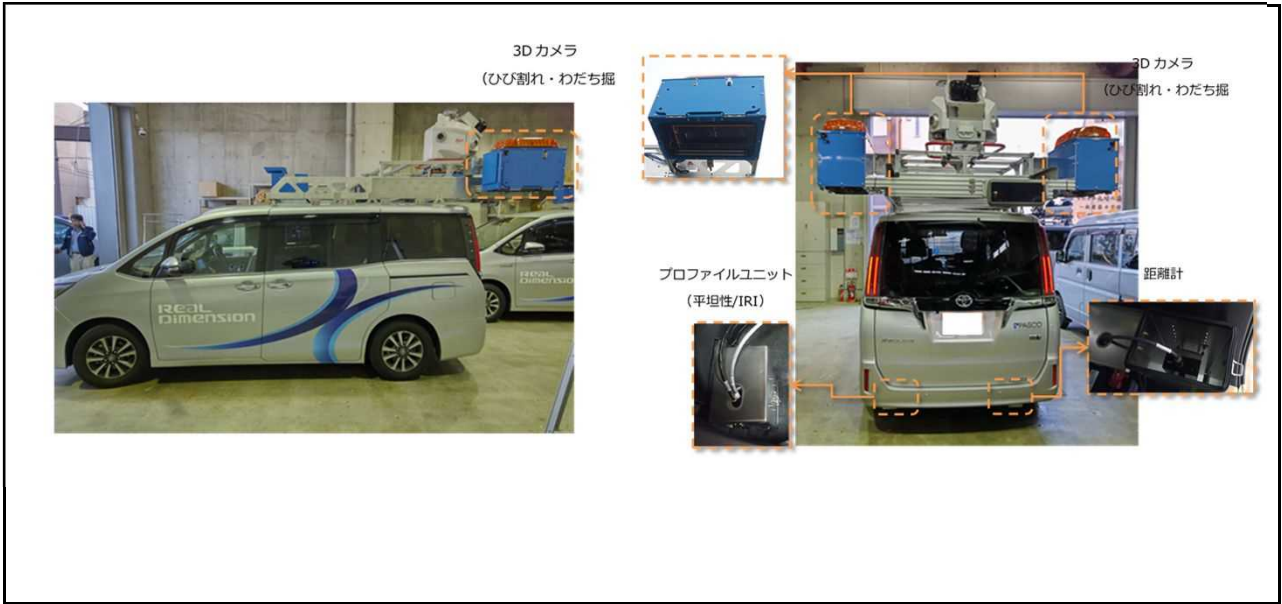 3D カメラ
（ひび割れ・わだち掘
REAL
DIMENSION
REAL
DIMENSIO
3D カメラ
（ひび割れ・わだち掘
プロファイルユニット
（平坦性/IRI）
距離計
PASCO